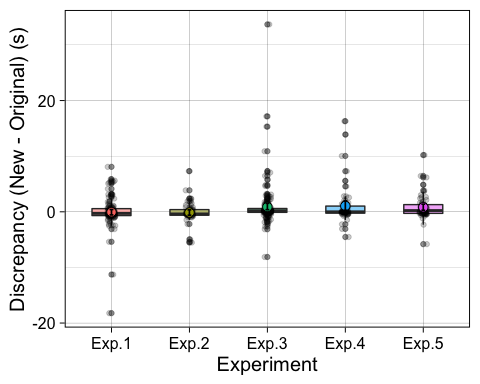 Discrepancy (New - Original) (s)
20
0
-20
Exp.1 Exp.2 Exp.3 Exp.4 Exp.5
Experiment